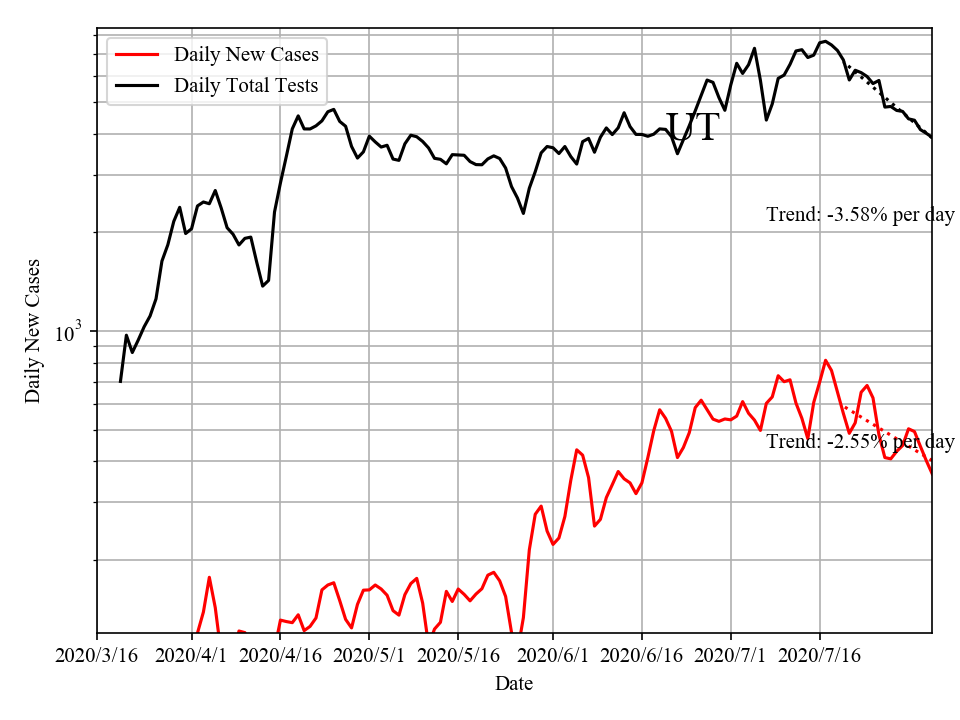 Daily New Cases
Daily Total Tests
UT
Trend: -3.58% per day
Trend: -2.55% per day
Daily New Cases
10³
2020/3/16 2020/4/1 2020/4/16 2020/5/1 2020/5/16 2020/6/1 2020/6/16 2020/7/1 2020/7/16
Date